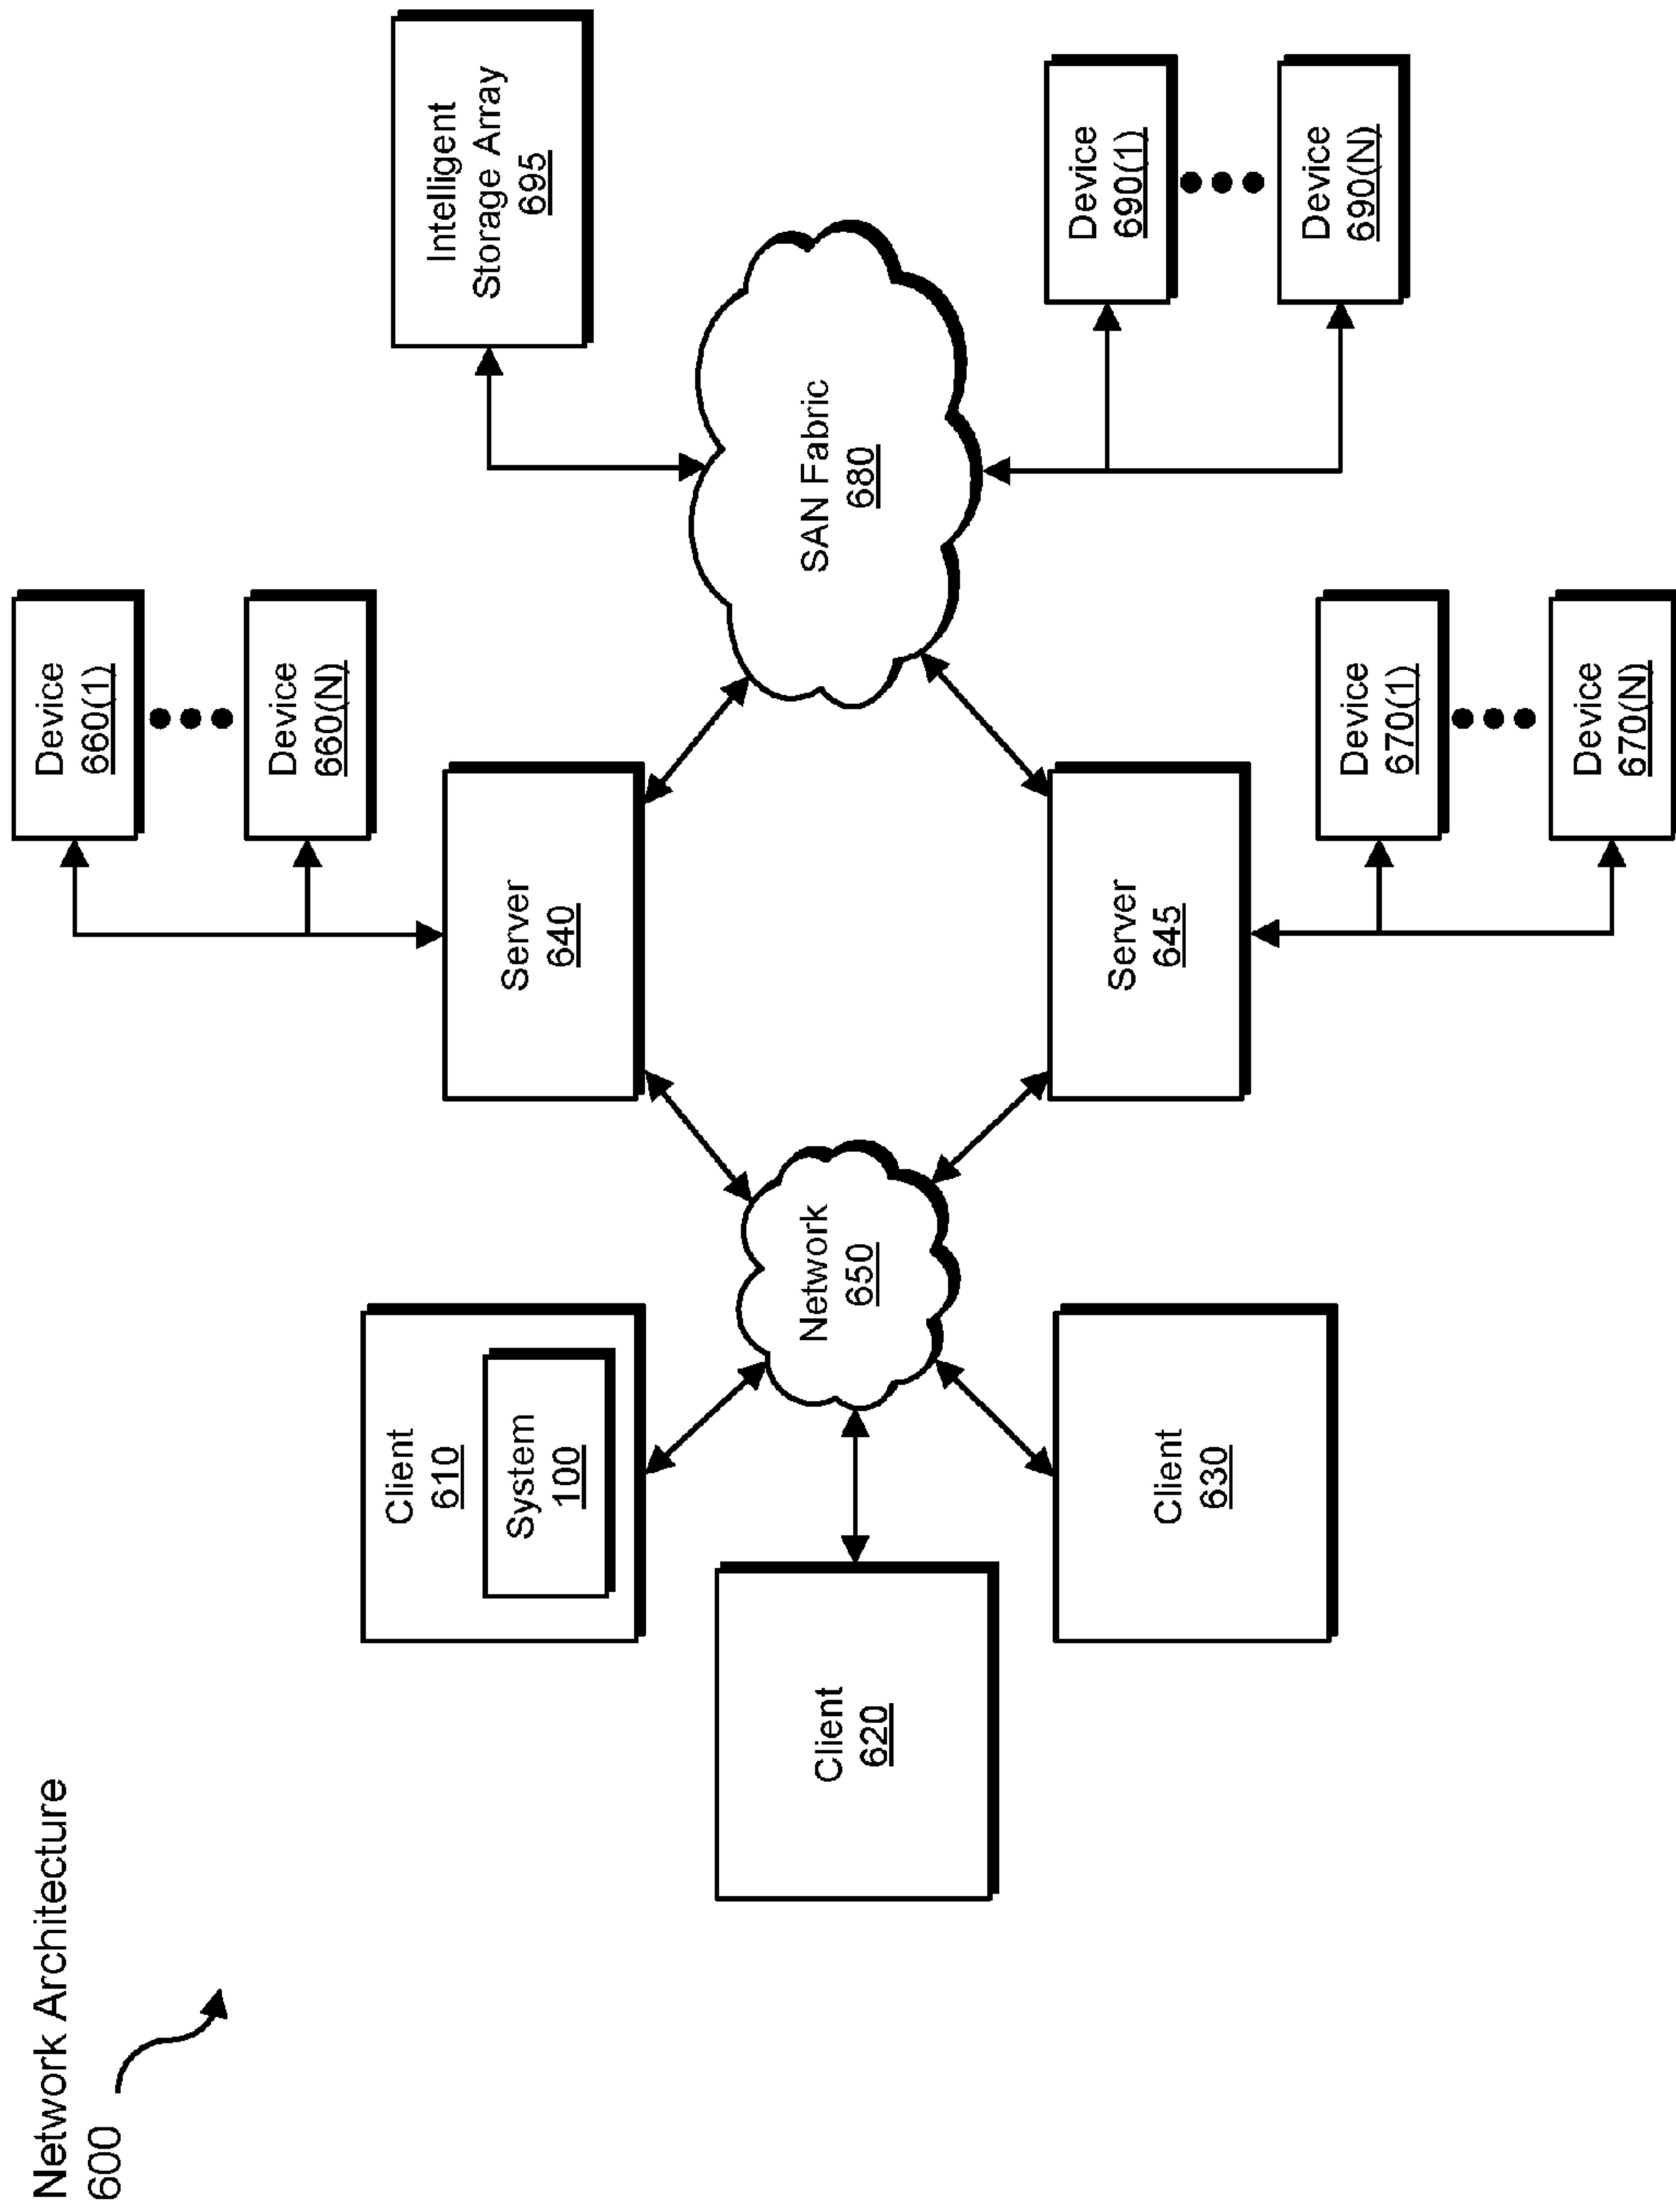 Network Architecture
600
Client
610
System
100
Client
620
Client
630
Network
650
Server
640
Server
645
Device
660(1)
Device
660(N)
Device
670(1)
Device
670(N)
SAN Fabric
680
Intelligent
Storage Array
695
Device
690(1)
Device
690(N)